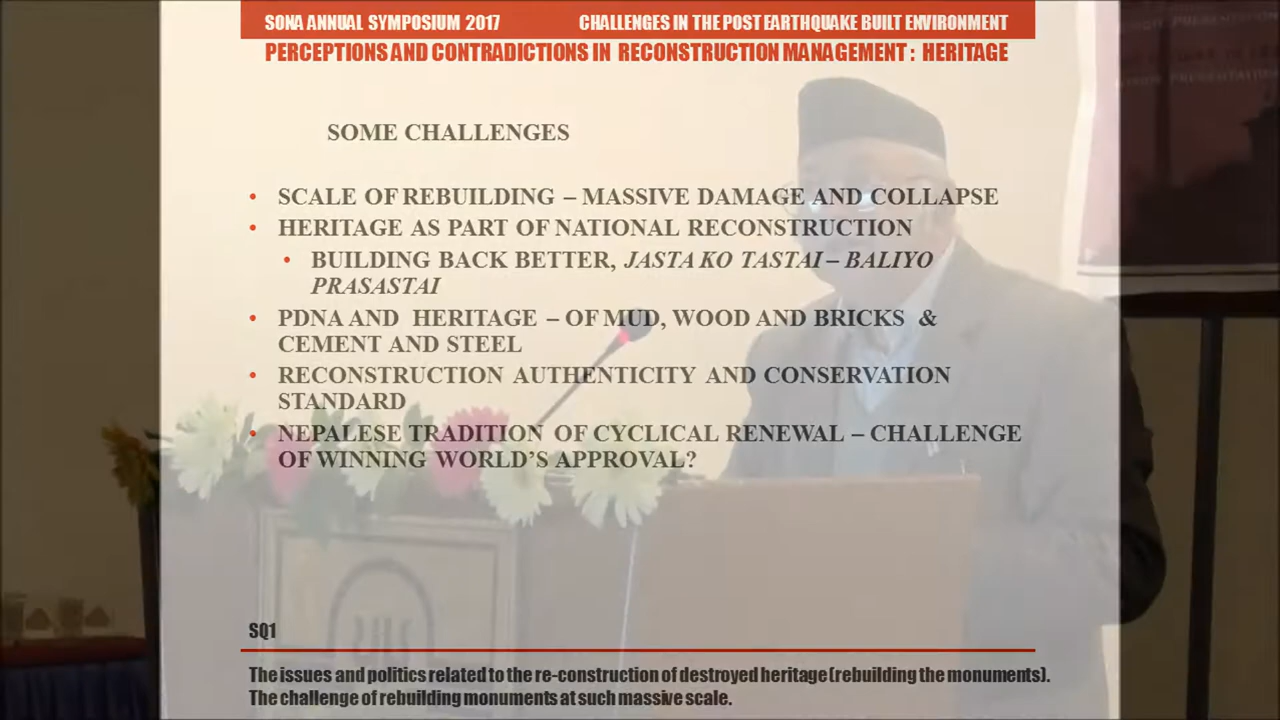 SONA ANNUAL SYMPOSIUM 2017 CHALLENGES IN THE POST EARTHQUAKE BUILT ENVIRONMENT
PERCEPTIONS AND CONTRADICTIONS IN RECONSTRUCTION MANAGEMENT : HERITAGE
SOME CHALLENGES
• SCALE OF REBUILDING – MASSIVE DAMAGE AND COLLAPSE
• HERITAGE AS PART OF NATIONAL RECONSTRUCTION
• BUILDING BACK BETTER, JASTA KO TASTAI – BALIYO
PRASASTAI
• PDNA AND HERITAGE – OF MUD, WOOD AND BRICKS &
CEMENT AND STEEL
• RECONSTRUCTION AUTHENTICITY AND CONSERVATION
STANDARD
• NEPALESE TRADITION OF CYCLICAL RENEWAL – CHALLENGE
OF WINNING WORLD'S APPROVAL?
SQ1
The issues and politics related to the re-construction of destroyed heritage (rebuilding the monuments).
The challenge of rebuilding monuments at such massive scale.